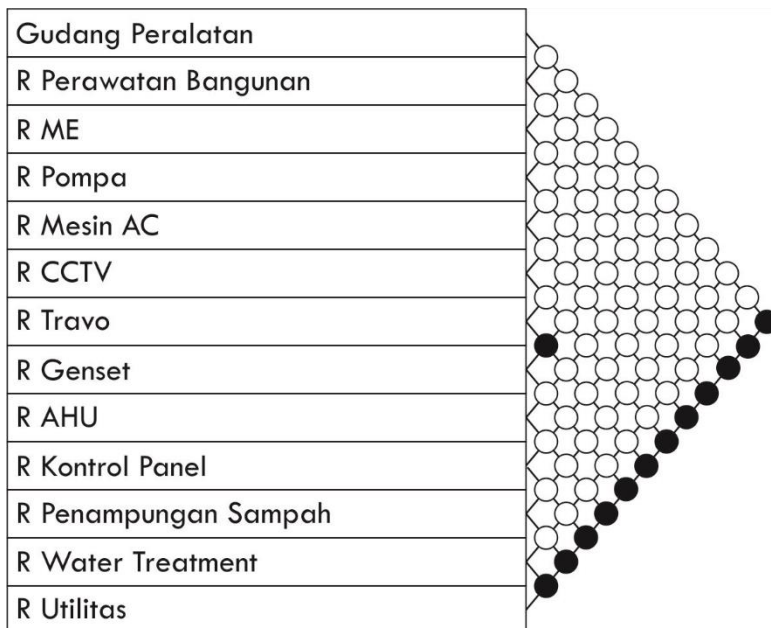 Gudang Peralatan
R Perawatan Bangunan
R ME
R Pompa
R Mesin AC
R CCTV
R Travo
R Genset
R AHU
R Kontrol Panel
R Penampungan Sampah
R Water Treatment
R Utilitas